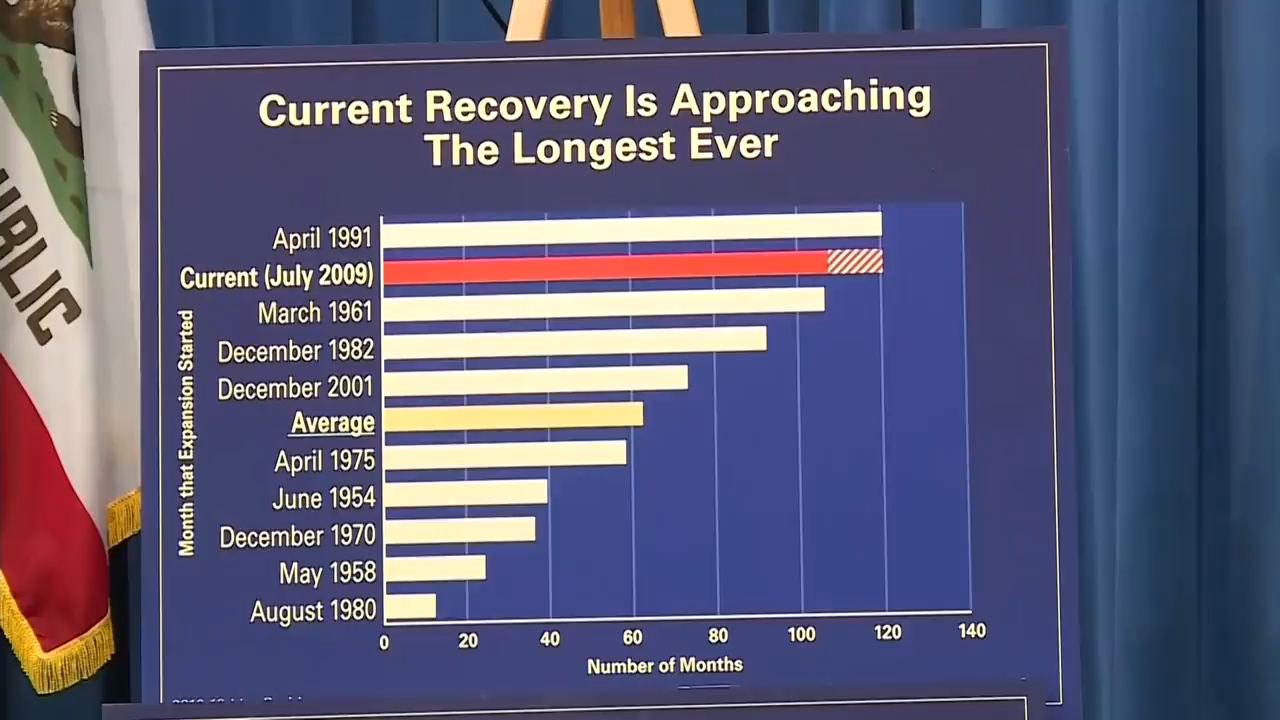 Current Recovery Is Approaching
The Longest Ever
Month that Expansion Started
April 1991
Current (July 2009)
March 1961
December 1982
December 2001
Average
April 1975
June 1954
December 1970
May 1958
August 1980
0 20 40 60 80 100 120 140
Number of Months